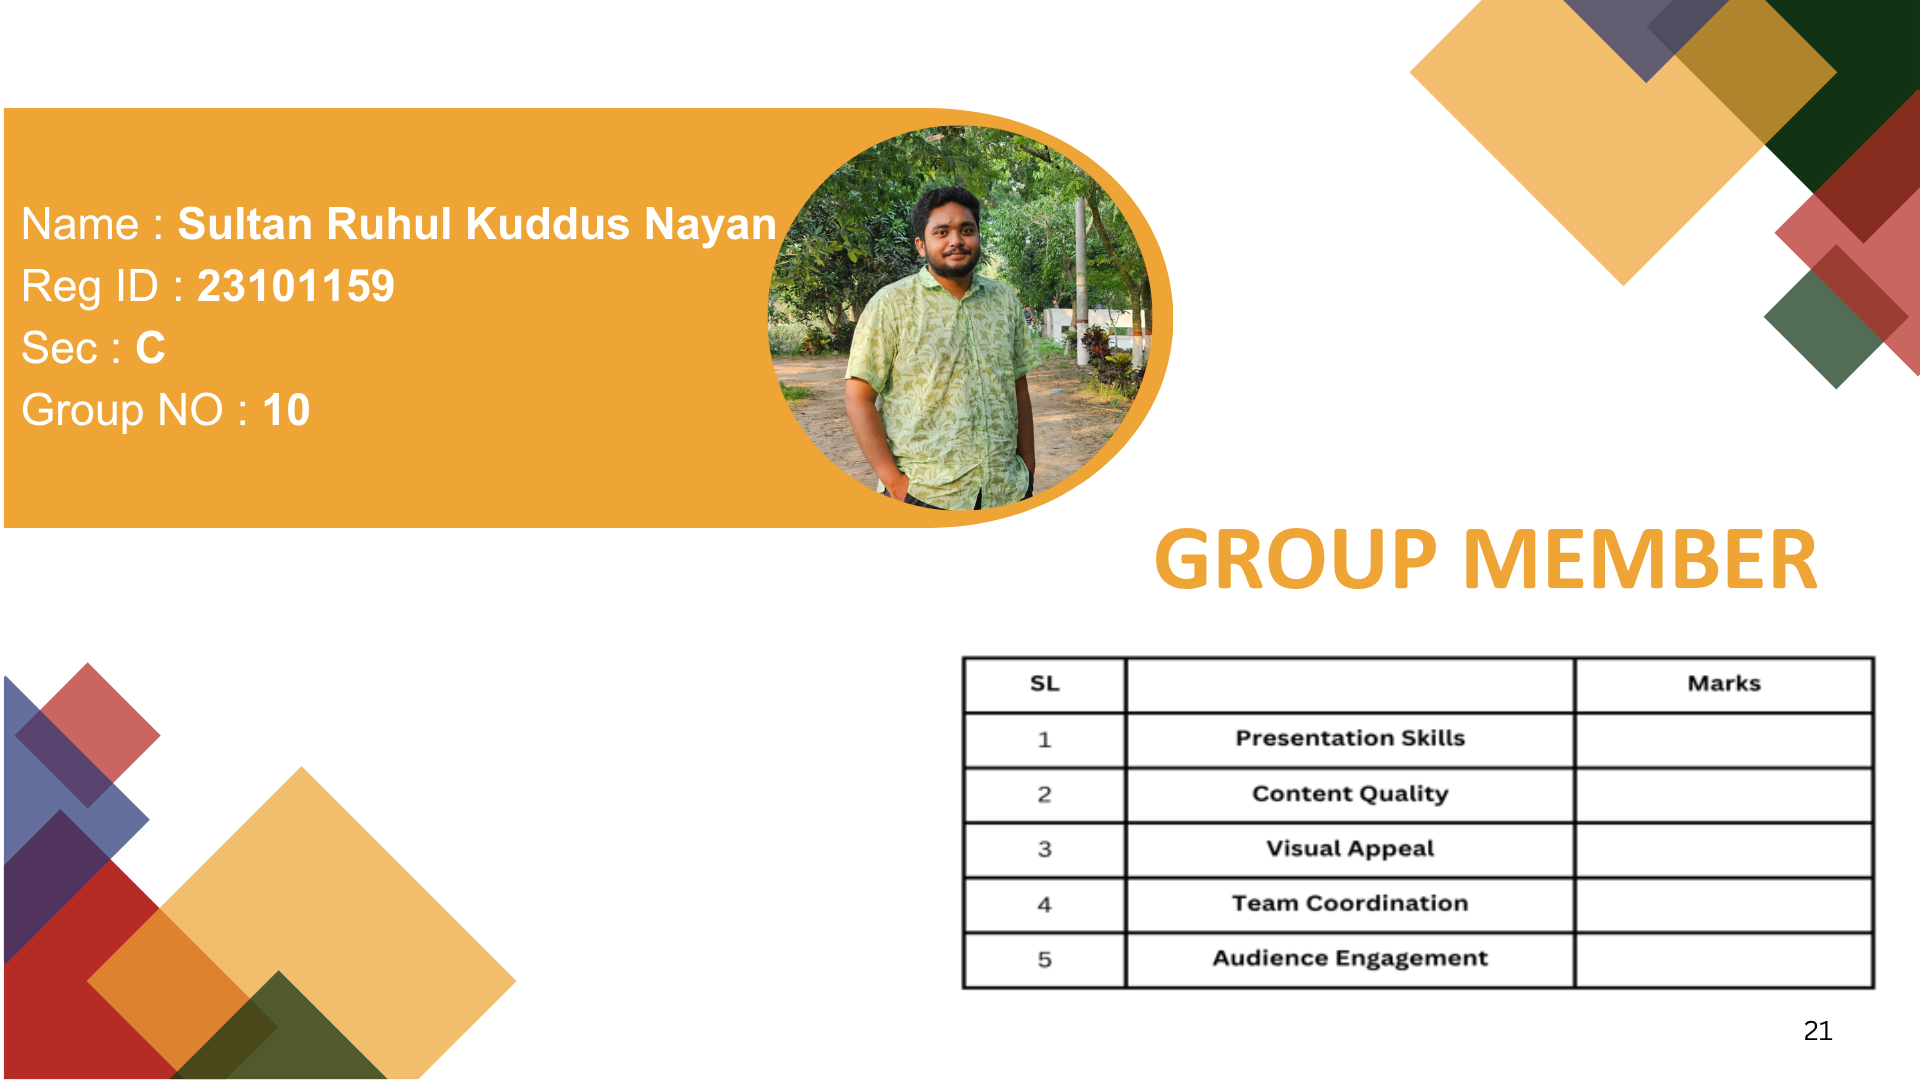 Name : Sultan Ruhul Kuddus Nayan
Reg ID : 23101159
Sec : C
Group NO : 10
GROUP MEMBER
SL Marks
1 Presentation Skills
2 Content Quality
3 Visual Appeal
4 Team Coordination
5 Audience Engagement
21